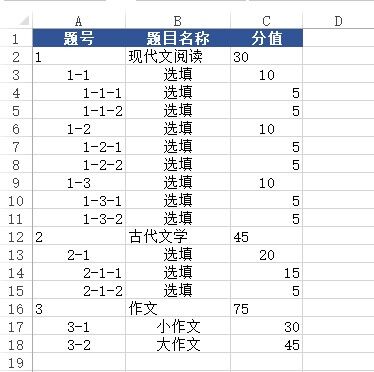 A B C D
1 题号 题目名称 分值
2 1 现代文阅读 30
3 1-1 选填 10
4 1-1-1 选填 5
5 1-1-2 选填 5
6 1-2 选填 10
7 1-2-1 选填 5
8 1-2-2 选填 5
9 1-3 选填 10
10 1-3-1 选填 5
11 1-3-2 选填 5
12 2 古代文学 45
13 2-1 选填 20
14 2-1-1 选填 15
15 2-1-2 选填 5
16 3 作文 75
17 3-1 小作文 30
18 3-2 大作文 45
19